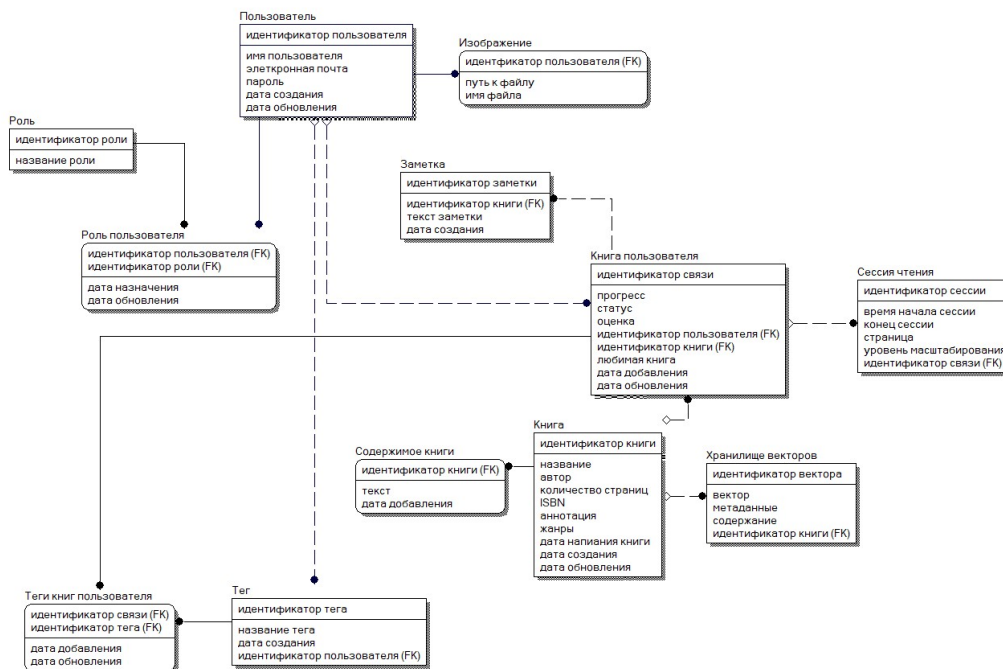 Пользователь
идентификатор пользователя
имя пользователя
элеткронная почта
пароль
дата создания
дата обновления
Изображение
идентфикатор пользователя (FK)
путь к файлу
имя файла
Роль
идентификатор роли
название роли
Роль пользователя
идентификатор пользователя (FK)
идентификатор роли (FK)
дата назначения
дата обновления
Заметка
идентификатор заметки
идентификатор книги (FK)
текст заметки
дата создания
Книга пользователя
идентификатор связи
прогресс
статус
оценка
идентификатор пользователя (FK)
идентификатор книги (FK)
любимая книга
дата добавления
дата обновления
Сессия чтения
идентификатор сессии
время начала сессии
конец сессии
страница
уровень масштабирования
идентификатор связи (FK)
Книга
идентификатор книги
название
автор
количество страниц
ISBN
аннотация
жанры
дата напиания книги
дата создания
дата обновления
Содержимое книги
идентификатор книги (FK)
текст
дата добавления
Хранилище векторов
идентификатор вектора
вектор
метаданные
содержание
идентификатор книги (FK)
Теги книг пользователя
идентификатор связи (FK)
идентификатор тега (FK)
дата добавления
дата обновления
Тег
идентификатор тега
название тега
дата создания
идентификатор пользователя (FK)